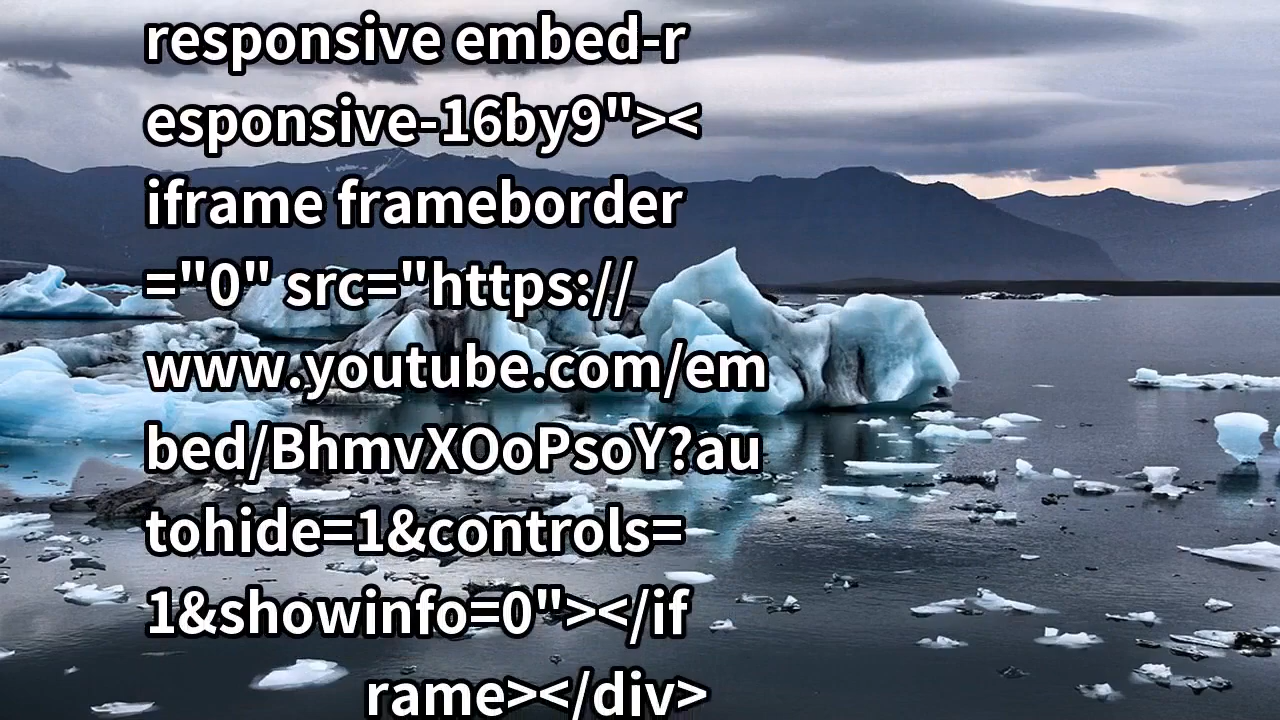 responsive embed-r
esponsive-16by9"><
iframe frameborder
="0" src="https://
www.youtube.com/em
bed/BhmvXOoPsoY?au
tohide=1&controls=
1&showinfo=0"></if
rame></div>